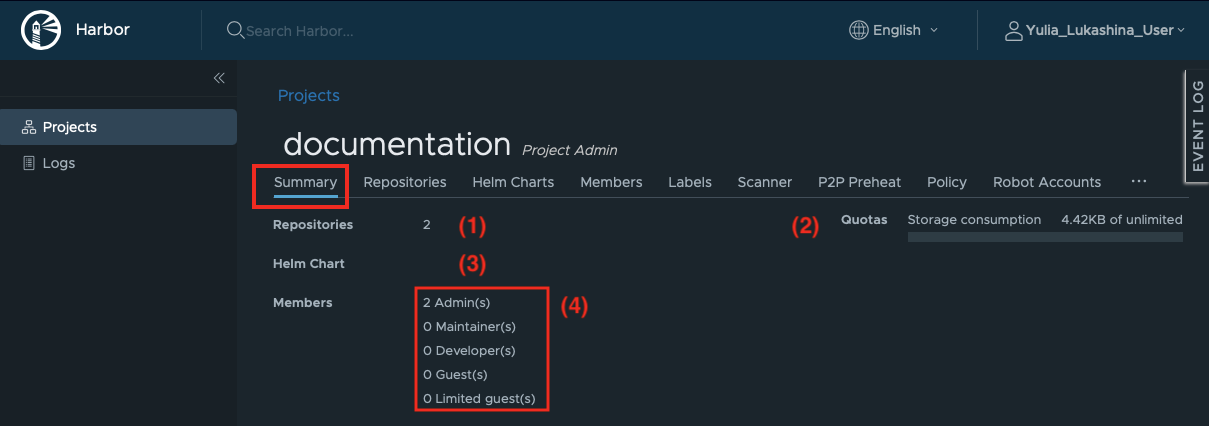 Harbor
Search Harbor...
English
Yulia_Lukashina_User
Projects
Logs
EVENT LOG
Projects
documentation Project Admin
Summary Repositories Helm Charts Members Labels Scanner P2P Preheat Policy Robot Accounts ...
Repositories 2 (1) (2) Quotas Storage consumption 4.42KB of unlimited
Helm Chart (3)
Members 2 Admin(s) (4)
0 Maintainer(s)
0 Developer(s)
0 Guest(s)
0 Limited guest(s)